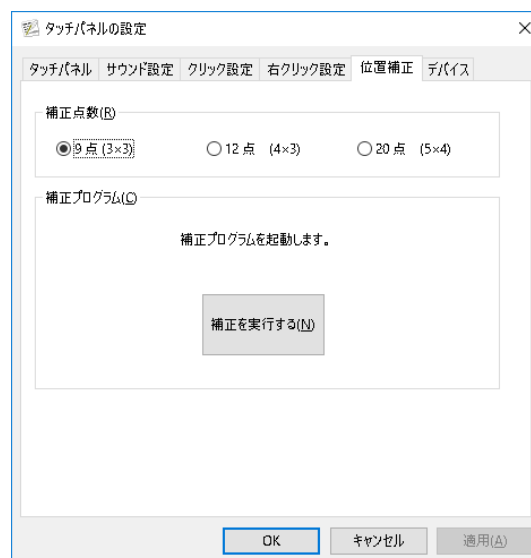 タッチパネルの設定
タッチパネル サウンド設定 クリック設定 右クリック設定 位置補正 デバイス
補正点数(R)
9点(3×3) 12点 (4×3) 20点 (5×4)
補正プログラム(C)
補正プログラムを起動します。
補正を実行する(N)
OK キャンセル 適用(A)